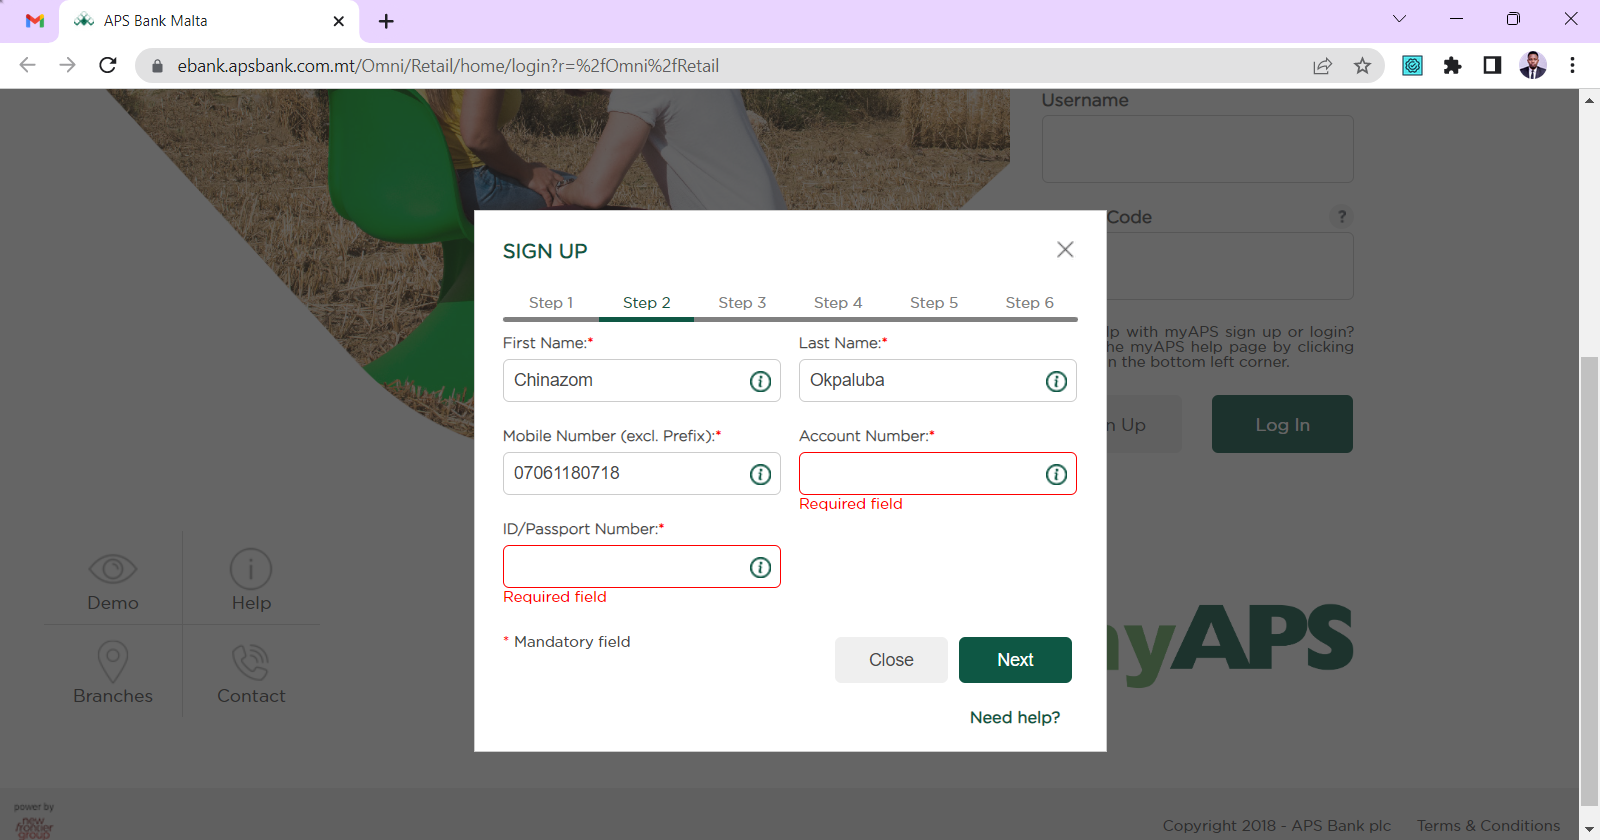 APS Bank Malta
ebank.apsbank.com.mt/Omni/Retail/home/login?r=%2fOmni%2fRetail
Username
Code
?
SIGN UP
Step 1 Step 2 Step 3 Step 4 Step 5 Step 6
First Name:* Last Name:*
Chinazom Okpaluba
Mobile Number (excl. Prefix):* Account Number:*
07061180718
Required field
ID/Passport Number:*
Required field
* Mandatory field
Close Next
Need help?
lp with myAPS sign up or login?
he myAPS help page by clicking
n the bottom left corner.
n Up Log In
Demo Help
Branches Contact
yAPS
power by
new
frontier
group
Copyright 2018 - APS Bank plc Terms & Conditions